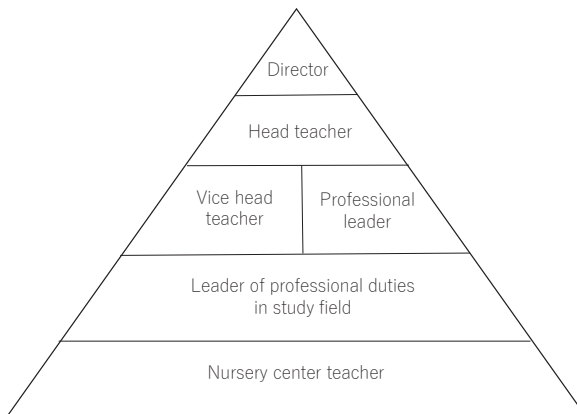 Director
Head teacher
Vice head
teacher
Professional
leader
Leader of professional duties
in study field
Nursery center teacher